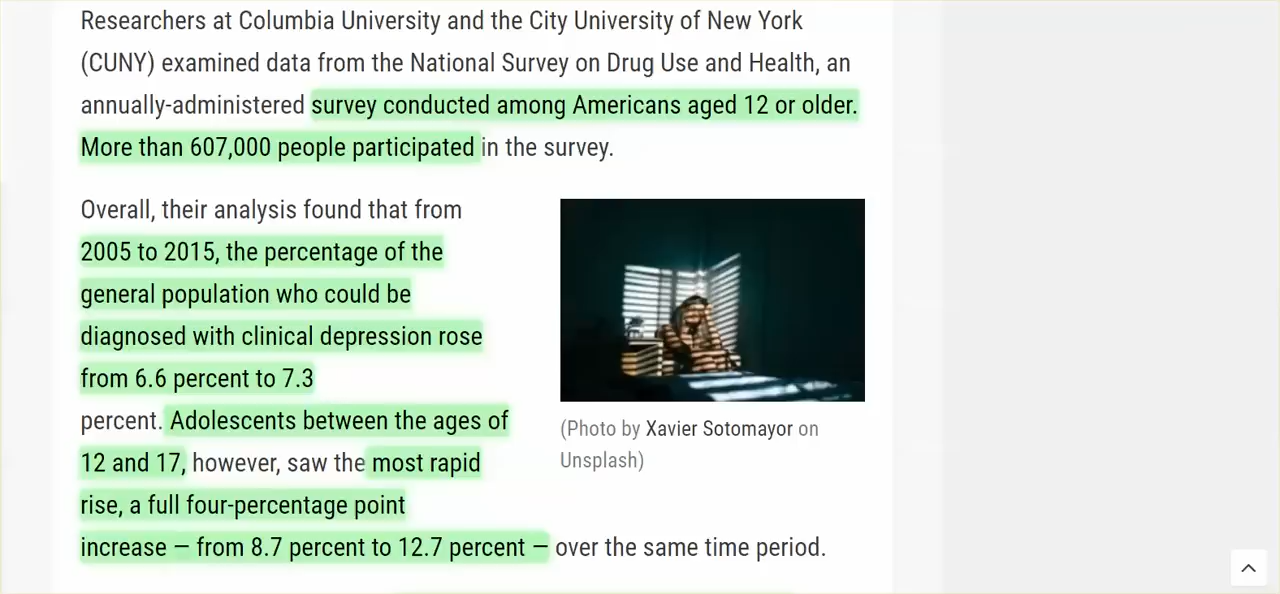 Researchers at Columbia University and the City University of New York
(CUNY) examined data from the National Survey on Drug Use and Health, an
annually-administered survey conducted among Americans aged 12 or older.
More than 607,000 people participated in the survey.
Overall, their analysis found that from
2005 to 2015, the percentage of the
general population who could be
diagnosed with clinical depression rose
from 6.6 percent to 7.3
percent. Adolescents between the ages of
12 and 17, however, saw the most rapid
rise, a full four-percentage point
increase — from 8.7 percent to 12.7 percent — over the same time period.
(Photo by Xavier Sotomayor on
Unsplash)